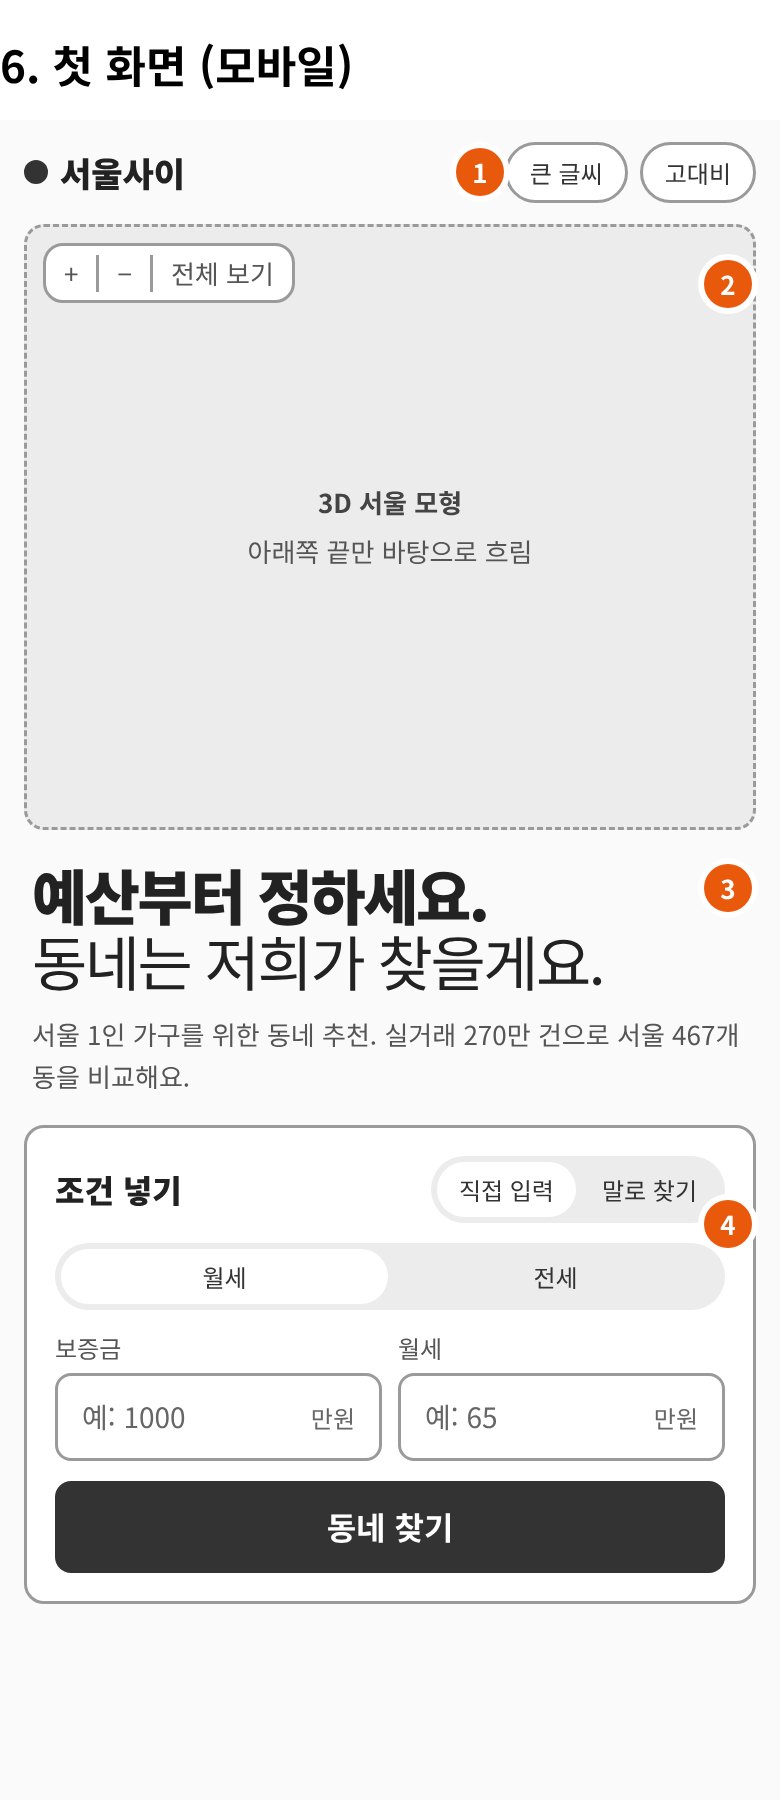 6. 첫 화면 (모바일)
서울사이
1
큰 글씨
고대비
+ − 전체 보기
2
3D 서울 모형
아래쪽 끝만 바탕으로 흐림
예산부터 정하세요.
3
동네는 저희가 찾을게요.
서울 1인 가구를 위한 동네 추천. 실거래 270만 건으로 서울 467개
동을 비교해요.
조건 넣기
직접 입력
말로 찾기
4
월세
전세
보증금
월세
예: 1000 만원
예: 65 만원
동네 찾기